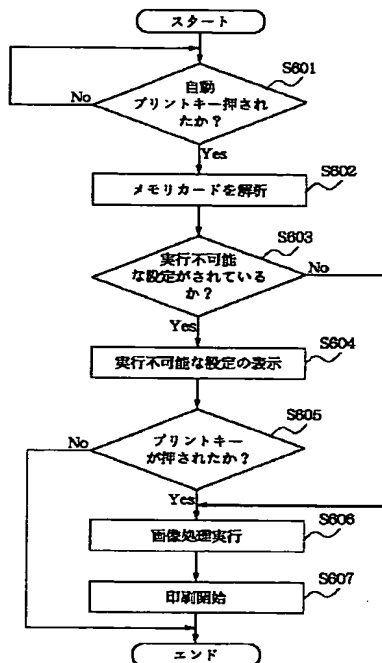 スタート
S601
自動
プリントキー押され
たか？
No
Yes
S602
メモリカードを解析
S603
実行不可能
な設定がされている
か？
No
Yes
S604
実行不可能な設定の表示
S605
プリントキー
が押されたか？
No
Yes
S606
画像処理実行
S607
印刷開始
エンド